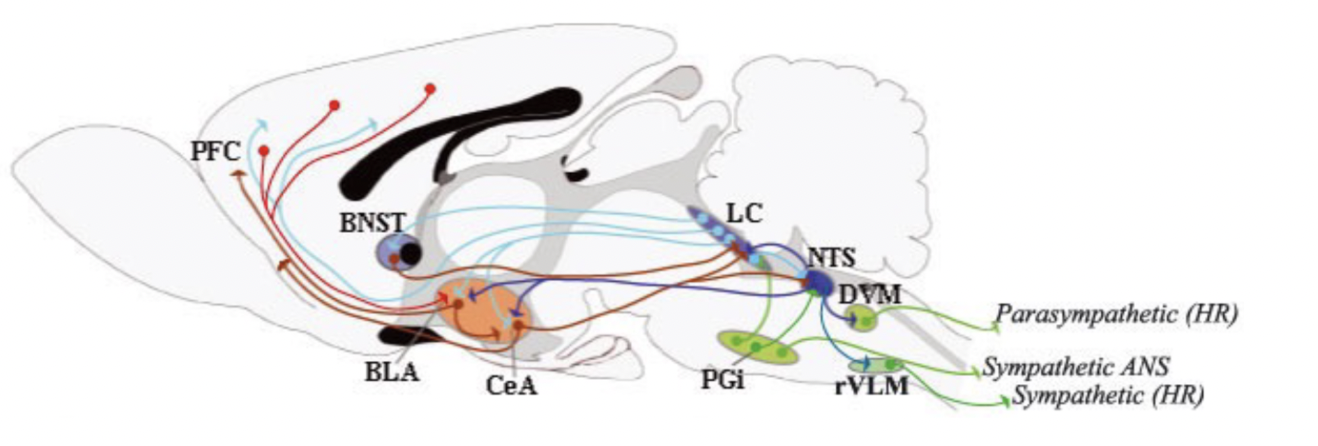 PFC
BNST
LC
NTS
DVM
Parasympathetic (HR)
BLA
CeA
PGi
rVLM
Sympathetic ANS
Sympathetic (HR)